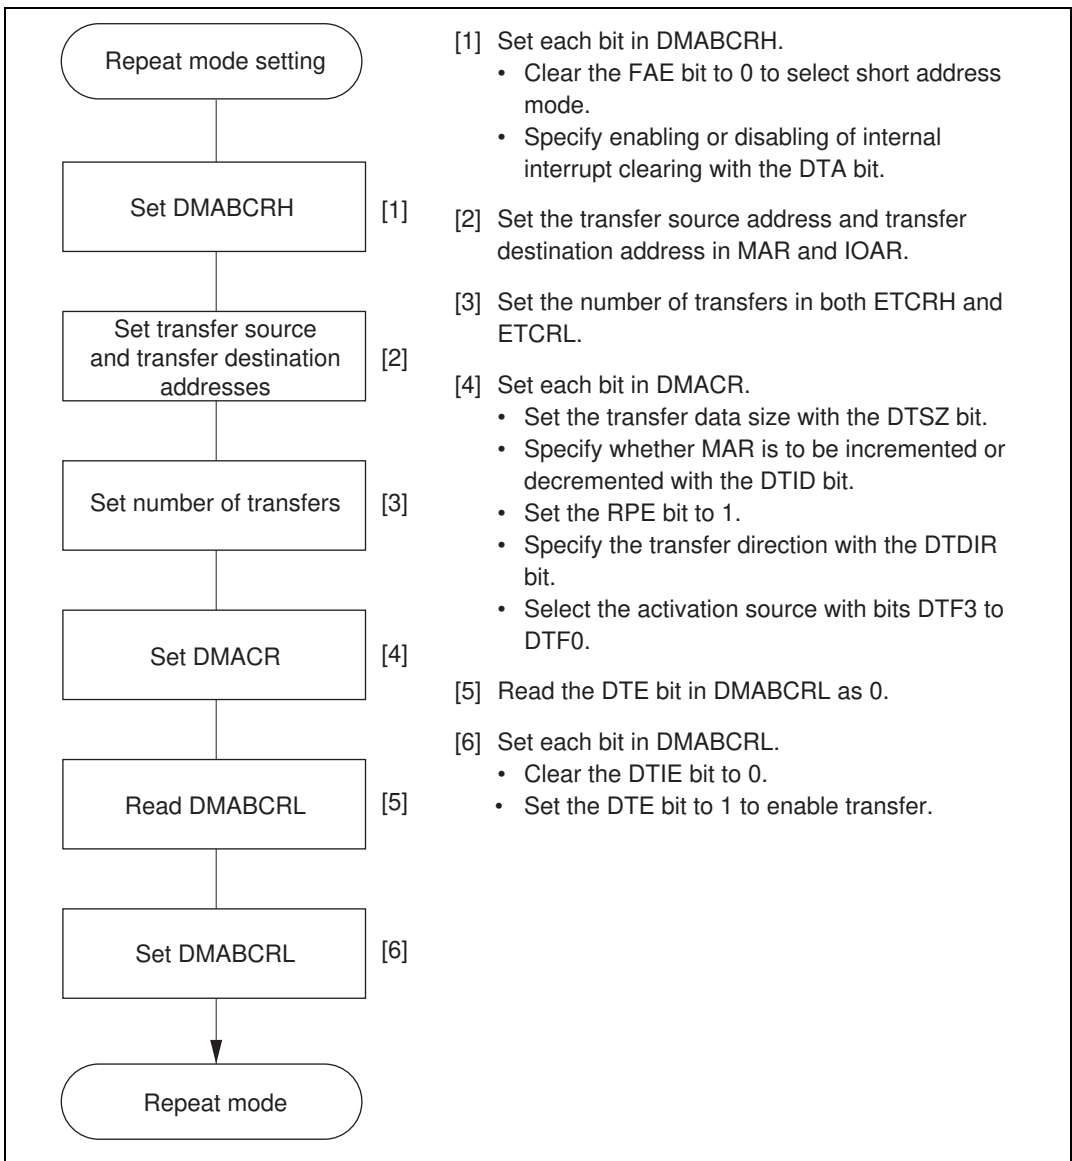 Repeat mode setting
Set DMABCRH [1]
Set transfer source
and transfer destination
addresses
[2]
Set number of transfers [3]
Set DMACR [4]
Read DMABCRL [5]
Set DMABCRL [6]
Repeat mode
[1] Set each bit in DMABCRH.
• Clear the FAE bit to 0 to select short address
mode.
• Specify enabling or disabling of internal
interrupt clearing with the DTA bit.
[2] Set the transfer source address and transfer
destination address in MAR and IOAR.
[3] Set the number of transfers in both ETCRH and
ETCRL.
[4] Set each bit in DMACR.
• Set the transfer data size with the DTSZ bit.
• Specify whether MAR is to be incremented or
decremented with the DTID bit.
• Set the RPE bit to 1.
• Specify the transfer direction with the DTDIR
bit.
• Select the activation source with bits DTF3 to
DTF0.
[5] Read the DTE bit in DMABCRL as 0.
[6] Set each bit in DMABCRL.
• Clear the DTIE bit to 0.
• Set the DTE bit to 1 to enable transfer.